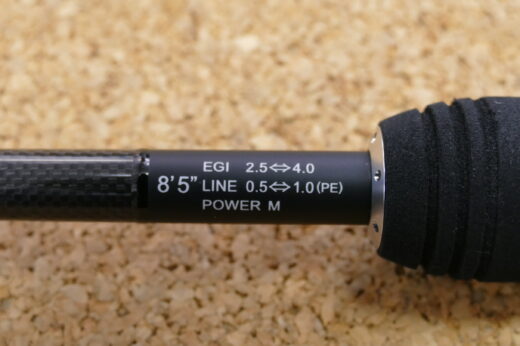 8'5"
EGI 2.5⇔4.0
LINE 0.5⇔1.0(PE)
POWER M